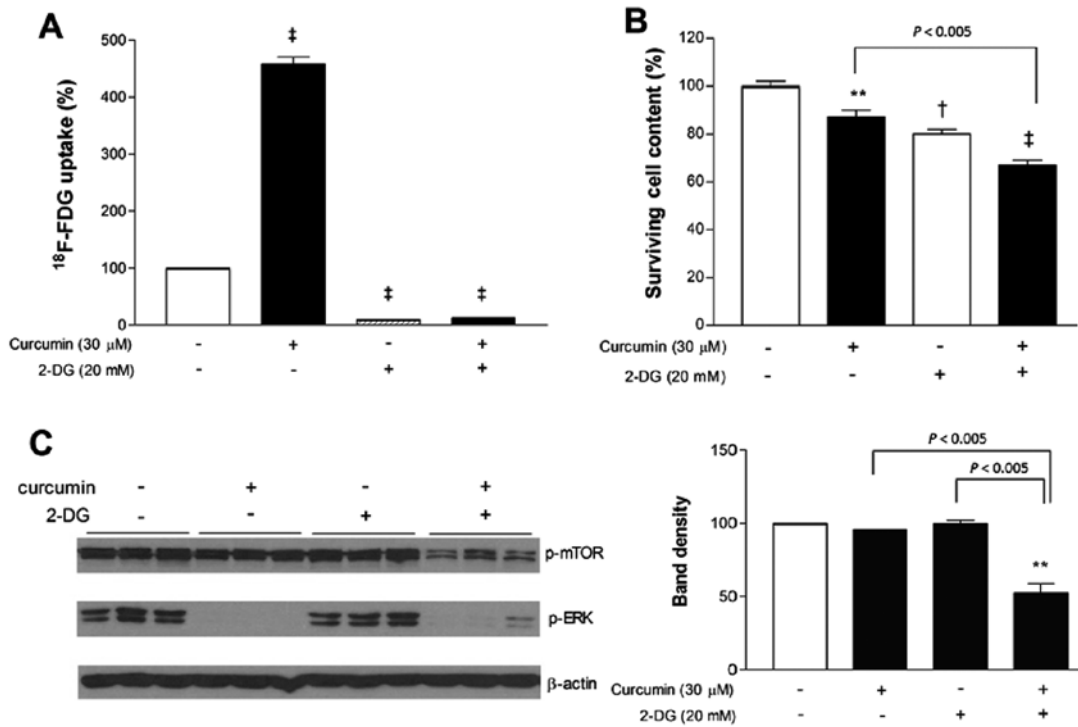 A
¹⁸F-FDG uptake (%)
500
400
300
200
100
0
‡
‡
‡
Curcumin (30 μM) - + - +
2-DG (20 mM) - - + +
B
Surviving cell content (%)
120
100
80
60
40
20
0
P < 0.005
**
†
‡
Curcumin (30 μM) - + - +
2-DG (20 mM) - - + +
C
curcumin - + - +
2-DG - - + +
p-mTOR
p-ERK
β-actin
Band density
150
100
50
0
P < 0.005
P < 0.005
**
Curcumin (30 μM) - + - +
2-DG (20 mM) - - + +